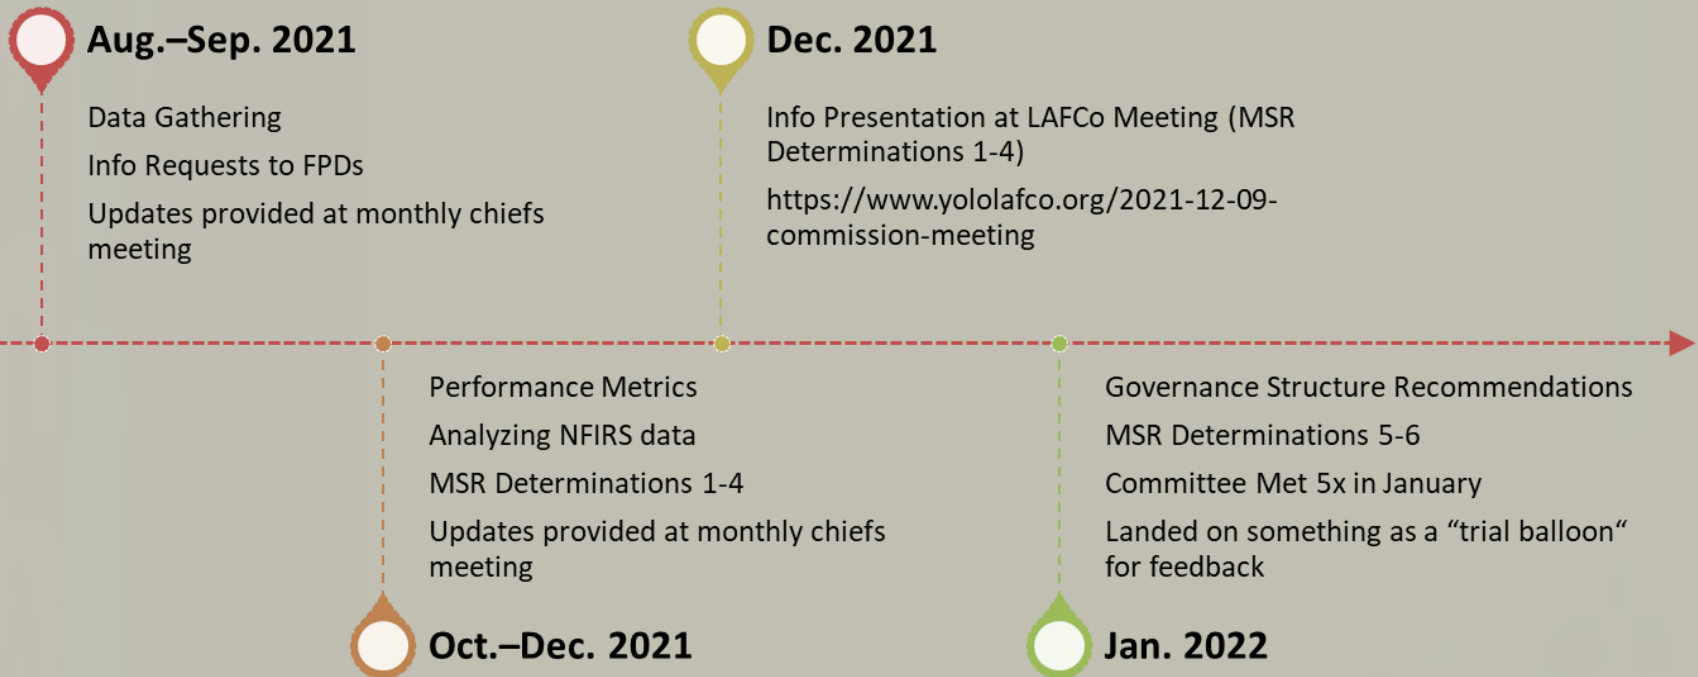 Aug.–Sep. 2021
Data Gathering
Info Requests to FPDs
Updates provided at monthly chiefs
meeting
Performance Metrics
Analyzing NFIRS data
MSR Determinations 1-4
Updates provided at monthly chiefs
meeting
Oct.–Dec. 2021
Dec. 2021
Info Presentation at LAFCo Meeting (MSR
Determinations 1-4)
https://www.yololafco.org/2021-12-09-
commission-meeting
Governance Structure Recommendations
MSR Determinations 5-6
Committee Met 5x in January
Landed on something as a “trial balloon“
for feedback
Jan. 2022